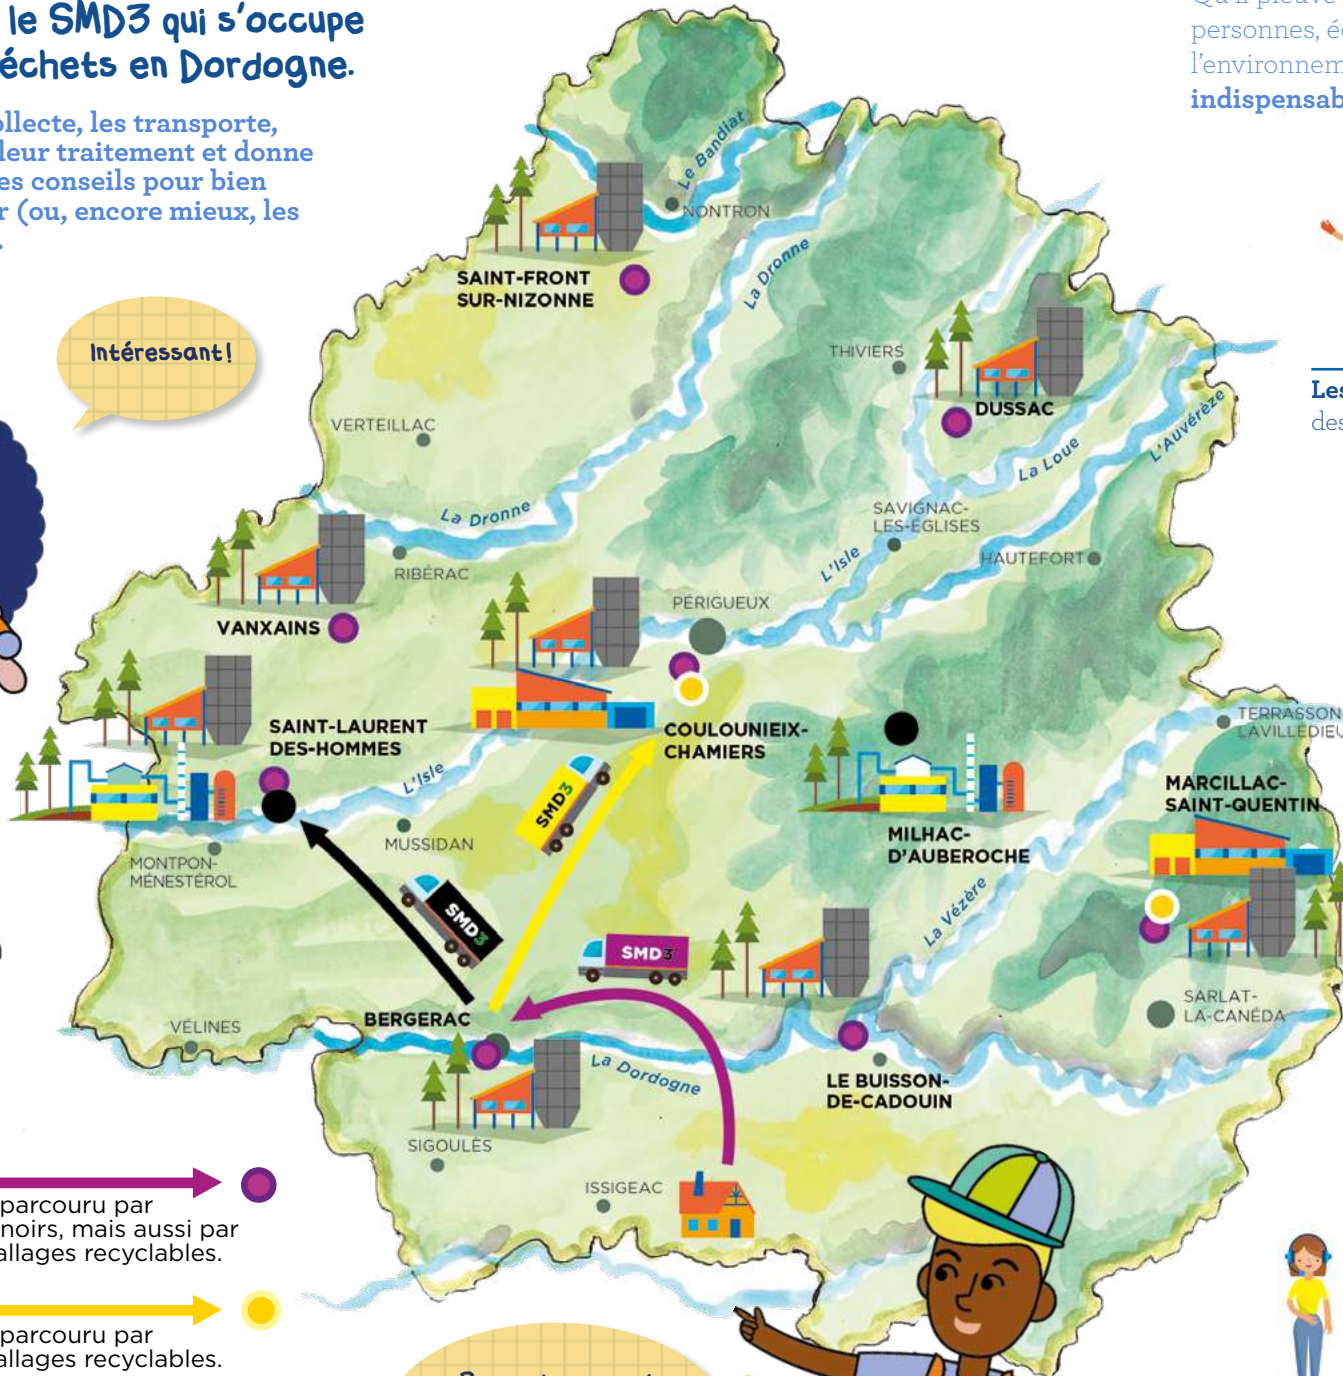 le SMD3 qui s'occupe
échets en Dordogne.
ollecte, les transporte,
leur traitement et donne
es conseils pour bien
r (ou, encore mieux, les
Qu'il pleuve
personnes, é
l'environnem
indispensab
Intéressant!
Les
des
Le Bandiat
NONTRON
SAINT-FRONT
SUR-NIZONNE
La Dronne
THIVIERS
DUSSAC
VERTEILLAC
L'Auvérèze
La Loue
La Dronne
SAVIGNAC-
LES-ÉGLISES
RIBÉRAC
L'Isle
HAUTEFORT
VANXAINS
PÉRIGUEUX
SAINT-LAURENT
DES-HOMMES
COULOUNIEIX-
CHAMIERS
TERRASSON
LAVILLEDIEU
L'Isle
SMD3
MARCILLAC-
SAINT-QUENTIN
MUSSIDAN
MILHAC-
D'AUBEROCHE
MONTPON-
MÉNESTÉROL
SMD3
La Vézère
SMD3
SARLAT-
LA-CANÉDA
BERGERAC
VÉLINES
La Dordogne
LE BUISSON-
DE-CADOUIN
SIGOULÈS
ISSIGEAC
parcouru par
noirs, mais aussi par
allages recyclables.
parcouru par
allages recyclables.